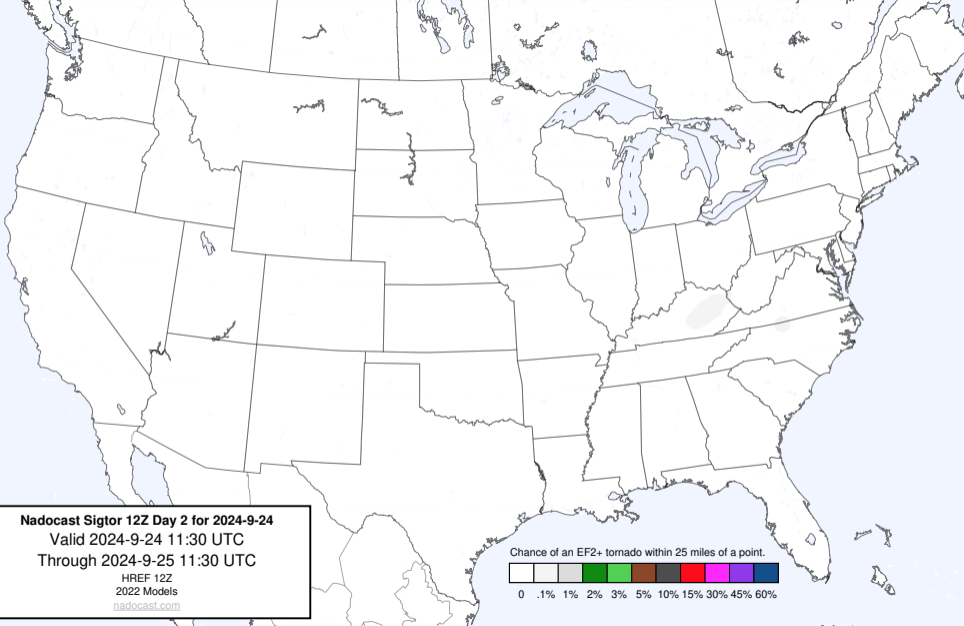 Nadocast Sigtor 12Z Day 2 for 2024-9-24
Valid 2024-9-24 11:30 UTC
Through 2024-9-25 11:30 UTC
HREF 12Z
2022 Models
nadocast.com
Chance of an EF2+ tornado within 25 miles of a point.
0 .1% 1% 2% 3% 5% 10% 15% 30% 45% 60%